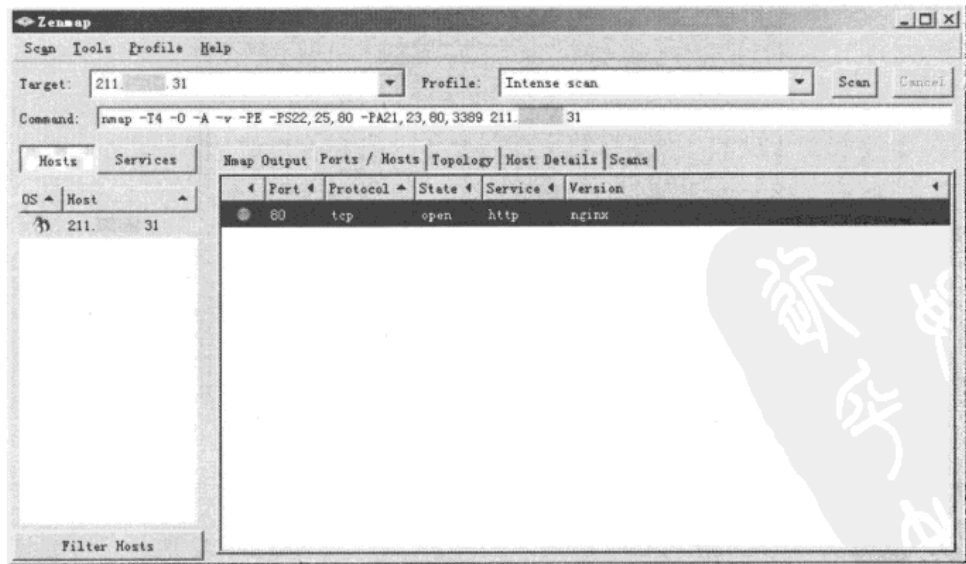 Zenmap
Scan Tools Profile Help
Target: 211. . 31 Profile: Intense scan Scan Cancel
Command: nmap -T4 -O -A -v -PE -PS22,25,80 -PA21,23,80,3389 211. 31
Hosts Services Nmap Output Ports / Hosts Topology Host Details Scans
OS Host Port Protocol State Service Version
211. 31 80 tcp open http nginx
Filter Hosts